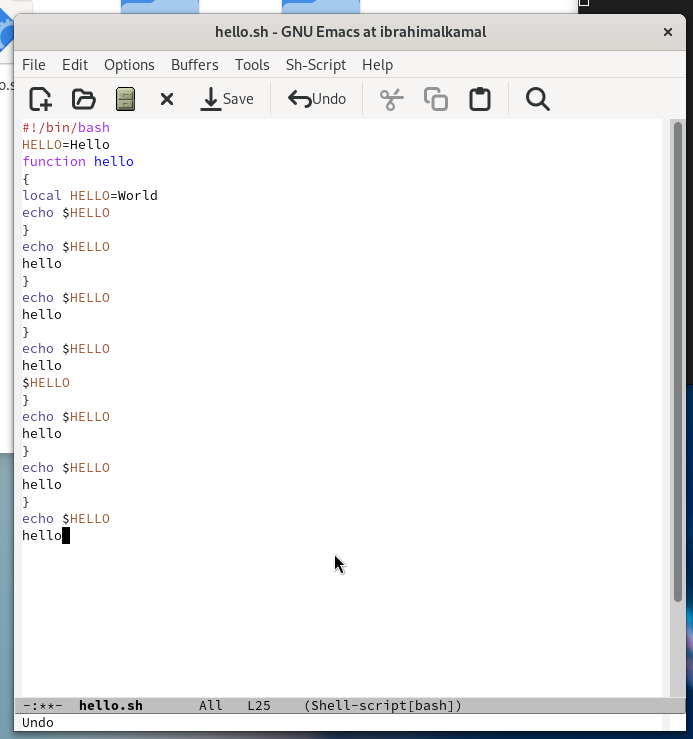 o.s
hello.sh - GNU Emacs at ibrahimalkamal
File Edit Options Buffers Tools Sh-Script Help
Save Undo
#!/bin/bash
HELLO=Hello
function hello
{
local HELLO=World
echo $HELLO
}
echo $HELLO
hello
}
echo $HELLO
hello
}
echo $HELLO
hello
$HELLO
}
echo $HELLO
hello
}
echo $HELLO
hello
}
echo $HELLO
hello
-:**- hello.sh All L25 (Shell-script[bash])
Undo